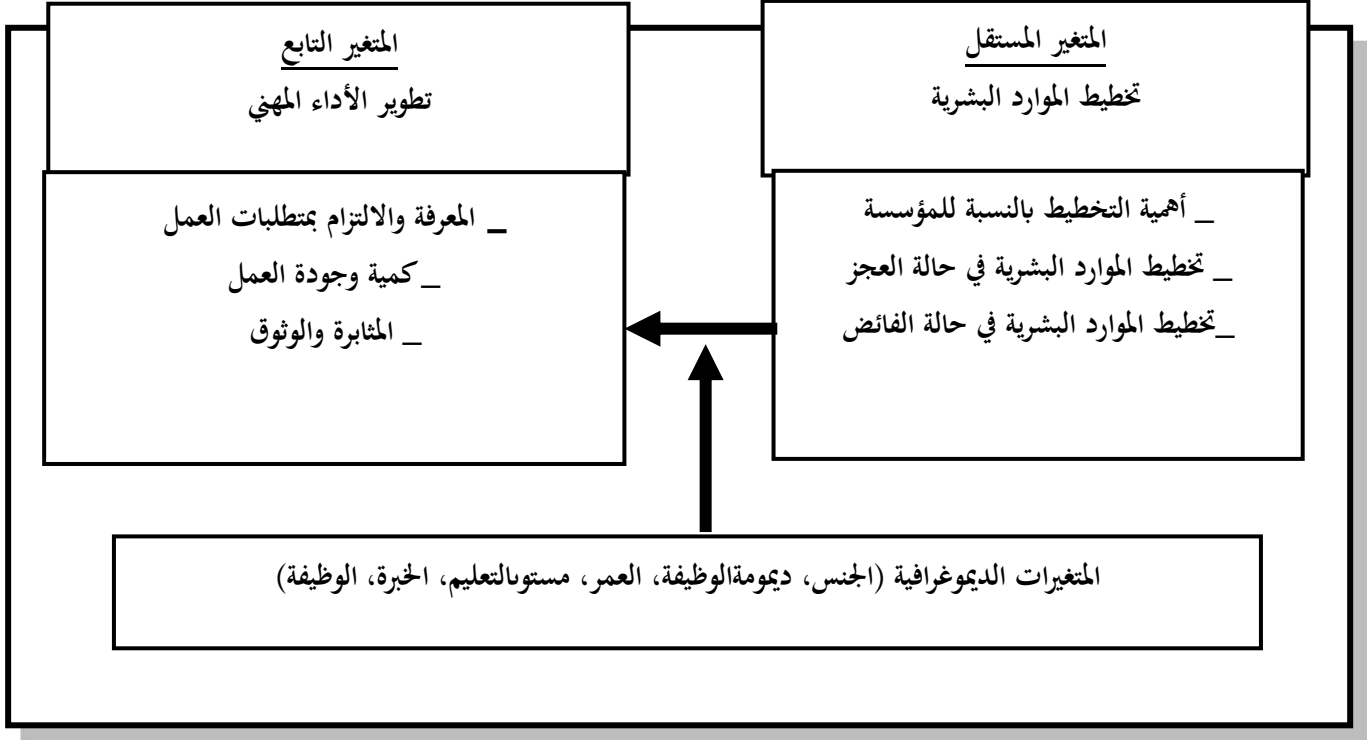 المتغير المستقل
تخطيط الموارد البشرية
_ أهمية التخطيط بالنسبة للمؤسسة
_ تخطيط الموارد البشرية في حالة العجز
_تخطيط الموارد البشرية في حالة الفائض
المتغير التابع
تطوير الأداء المهني
_ المعرفة والالتزام بمتطلبات العمل
_كمية وجودة العمل
_ المثابرة والوثوق
المتغيرات الديموغرافية (الجنس، ديمومةالوظيفة، العمر، مستوىالتعليم، الخبرة، الوظيفة)